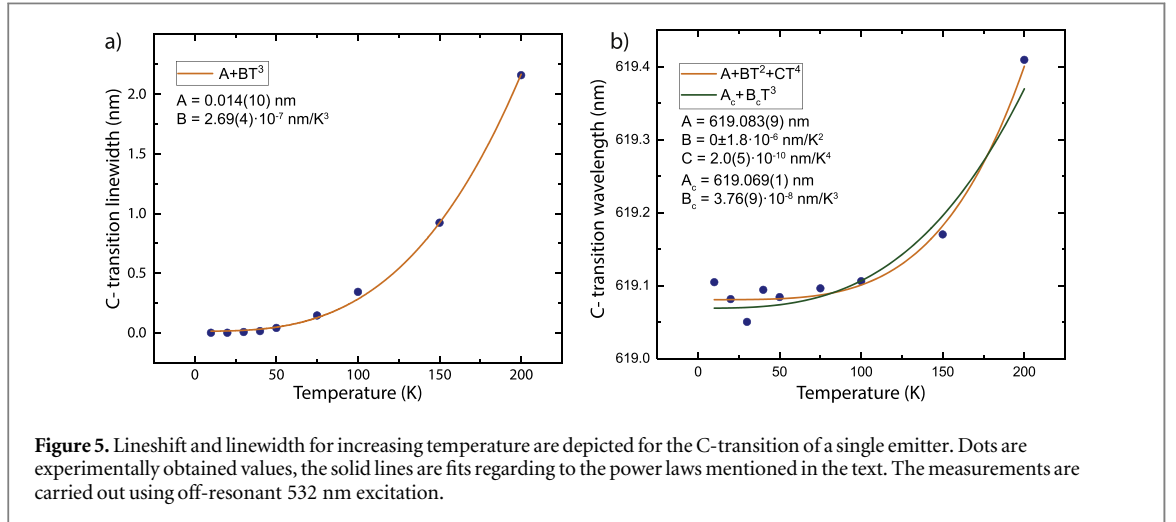 a)
A+BT³
A = 0.014(10) nm
B = 2.69(4)·10⁻⁷ nm/K³
C- transition linewidth (nm)
2.0
1.5
1.0
0.5
0.0
0 50 100 150 200
Temperature (K)
b)
A+BT²+CT⁴
A_c+B_cT³
A = 619.083(9) nm
B = 0±1.8·10⁻⁶ nm/K²
C = 2.0(5)·10⁻¹⁰ nm/K⁴
A_c = 619.069(1) nm
B_c = 3.76(9)·10⁻⁸ nm/K³
C- transition wavelength (nm)
619.4
619.3
619.2
619.1
619.0
0 50 100 150 200
Temperature (K)
Figure 5. Lineshift and linewidth for increasing temperature are depicted for the C-transition of a single emitter. Dots are
experimentally obtained values, the solid lines are fits regarding to the power laws mentioned in the text. The measurements are
carried out using off-resonant 532 nm excitation.